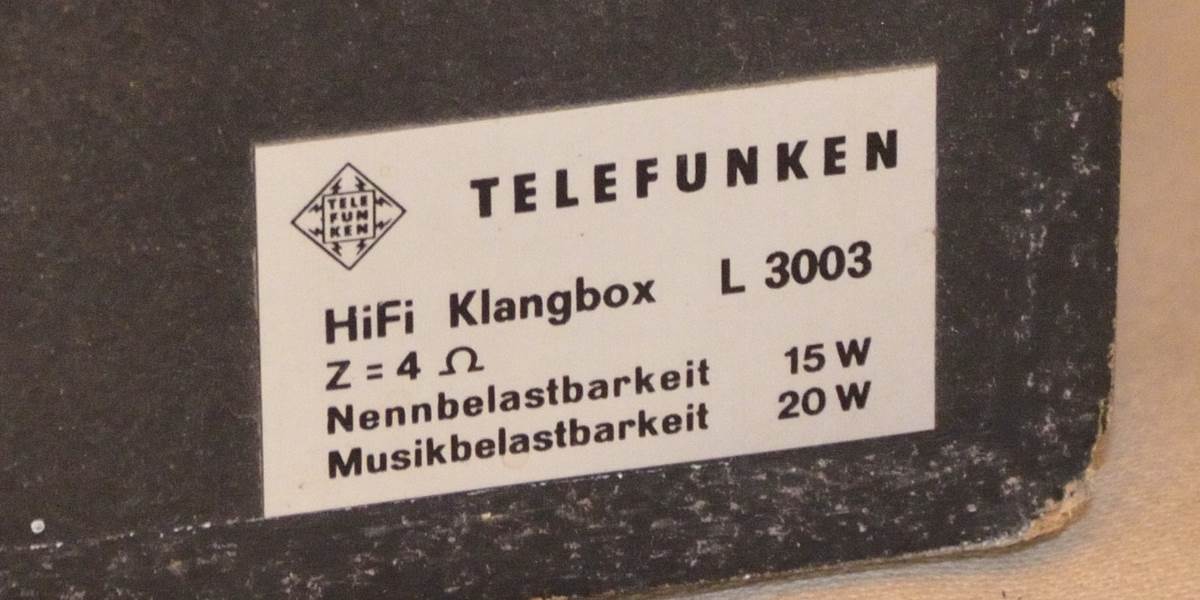 TELE
FUN
KEN
TELEFUNKEN
HiFi Klangbox L 3003
Z = 4 Ω
Nennbelastbarkeit 15 W
Musikbelastbarkeit 20 W